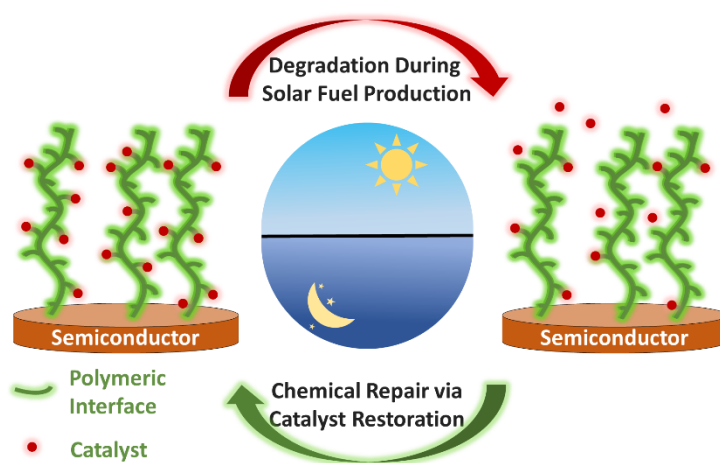 Degradation During
Solar Fuel Production
Semiconductor
Semiconductor
Polymeric
Interface
Catalyst
Chemical Repair via
Catalyst Restoration